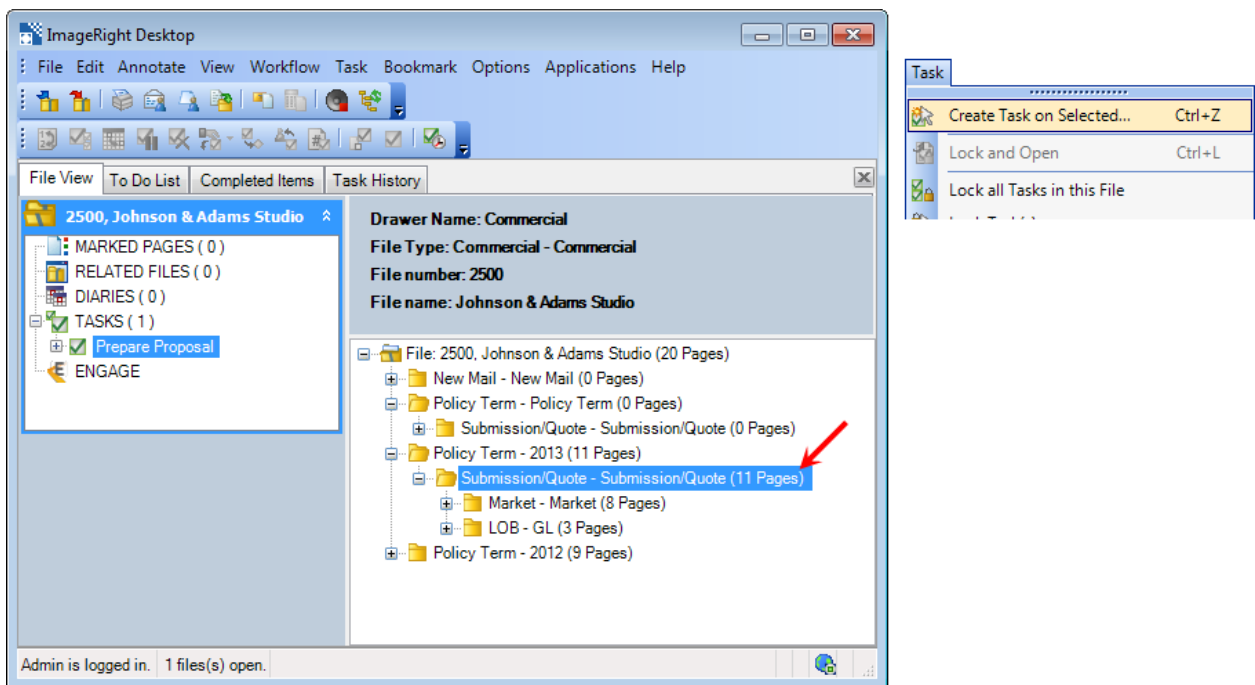 ImageRight Desktop
File Edit Annotate View Workflow Task Bookmark Options Applications Help
File View To Do List Completed Items Task History
2500, Johnson & Adams Studio
MARKED PAGES ( 0 )
RELATED FILES ( 0 )
DIARIES ( 0 )
TASKS ( 1 )
Prepare Proposal
ENGAGE
Drawer Name: Commercial
File Type: Commercial - Commercial
File number: 2500
File name: Johnson & Adams Studio
File: 2500, Johnson & Adams Studio (20 Pages)
New Mail - New Mail (0 Pages)
Policy Term - Policy Term (0 Pages)
Submission/Quote - Submission/Quote (0 Pages)
Policy Term - 2013 (11 Pages)
Submission/Quote - Submission/Quote (11 Pages)
Market - Market (8 Pages)
LOB - GL (3 Pages)
Policy Term - 2012 (9 Pages)
Admin is logged in. 1 files(s) open.
Task
Create Task on Selected... Ctrl+Z
Lock and Open Ctrl+L
Lock all Tasks in this File